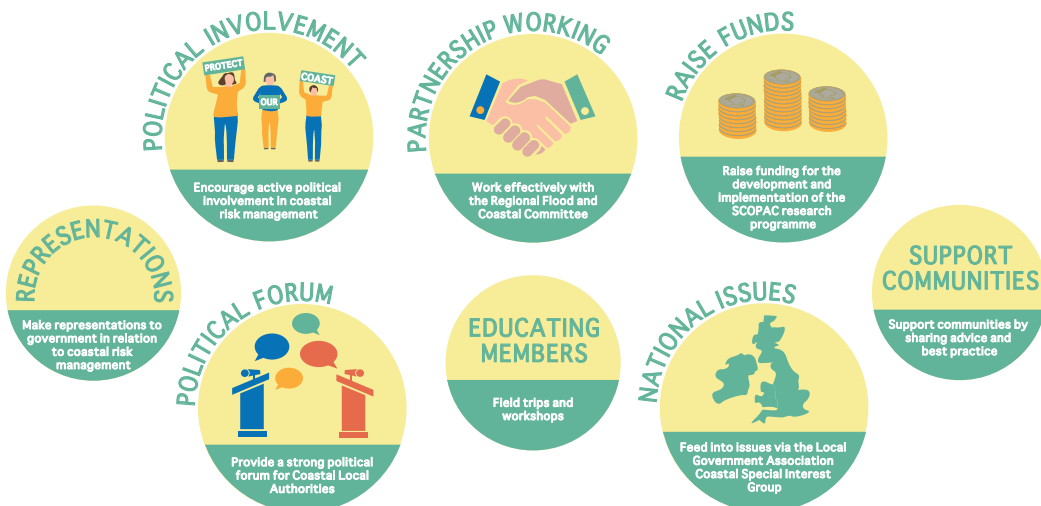 POLITICAL INVOLVEMENT
PROTECT
OUR
COAST
Encourage active political
involvement in coastal
risk management
PARTNERSHIP WORKING
Work effectively with
the Regional Flood and
Coastal Committee
RAISE FUNDS
Raise funding for the
development and
implementation of the
SCOPAC research
programme
REPRESENTATIONS
Make representations to
government in relation
to coastal risk
management
POLITICAL FORUM
Provide a strong political
forum for Coastal Local
Authorities
EDUCATING
MEMBERS
Field trips and
workshops
NATIONAL ISSUES
Feed into issues via the Local
Government Association
Coastal Special Interest
Group
SUPPORT
COMMUNITIES
Support communities by
sharing advice and
best practice